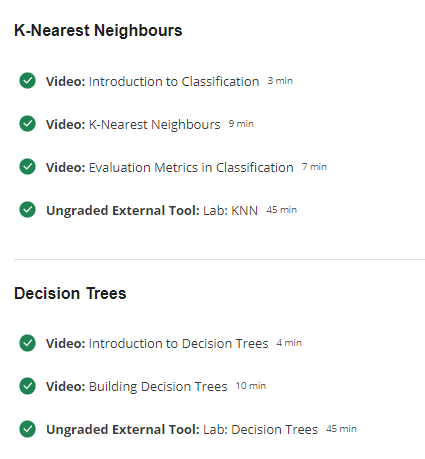 K-Nearest Neighbours
Video: Introduction to Classification 3 min
Video: K-Nearest Neighbours 9 min
Video: Evaluation Metrics in Classification 7 min
Ungraded External Tool: Lab: KNN 45 min
Decision Trees
Video: Introduction to Decision Trees 4 min
Video: Building Decision Trees 10 min
Ungraded External Tool: Lab: Decision Trees 45 min